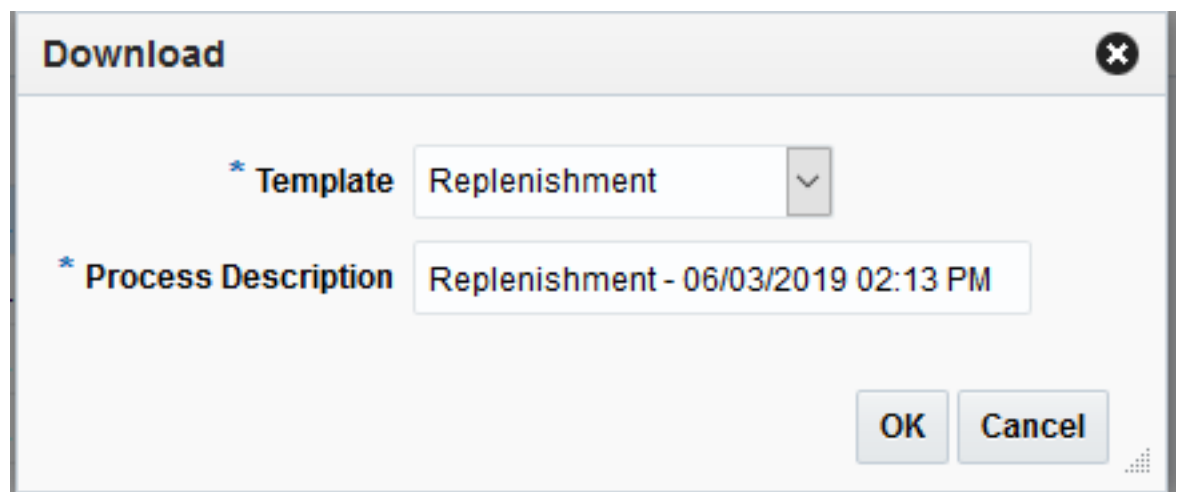 Download
* Template Replenishment
* Process Description Replenishment - 06/03/2019 02:13 PM
OK Cancel